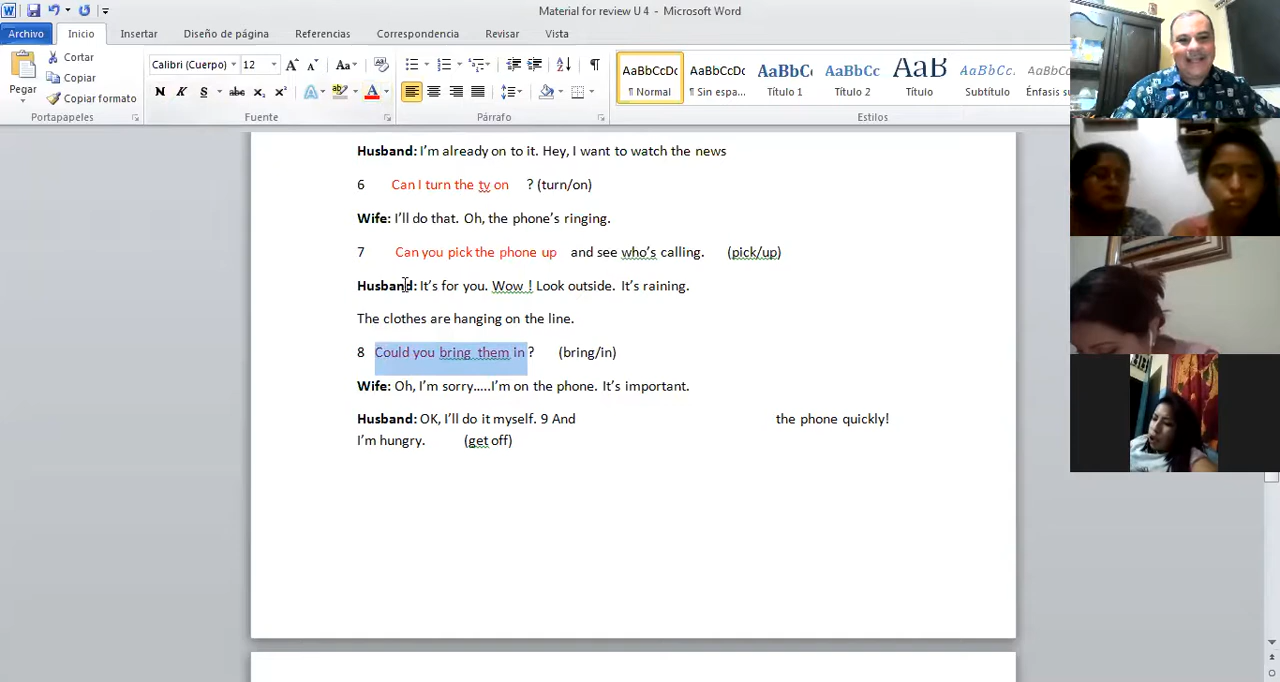 Material for review U 4 - Microsoft Word
Archivo Inicio Insertar Diseño de página Referencias Correspondencia Revisar Vista
Cortar
Copiar
Copiar formato
Pegar
Portapapeles
Calibri (Cuerpo) 12
Fuente
Párrafo
AaBbCcDc AaBbCcDc AaBbC AaBbCc AaB AaBbCc. AaBbCc
¶ Normal ¶ Sin espa... Título 1 Título 2 Título Subtítulo Énfasis su
Estilos
Husband: I'm already on to it. Hey, I want to watch the news
6 Can I turn the tv on ? (turn/on)
Wife: I'll do that. Oh, the phone's ringing.
7 Can you pick the phone up and see who's calling. (pick/up)
Husband: It's for you. Wow ! Look outside. It's raining.
The clothes are hanging on the line.
8 Could you bring them in ? (bring/in)
Wife: Oh, I'm sorry.....I'm on the phone. It's important.
Husband: OK, I'll do it myself. 9 And the phone quickly!
I'm hungry. (get off)